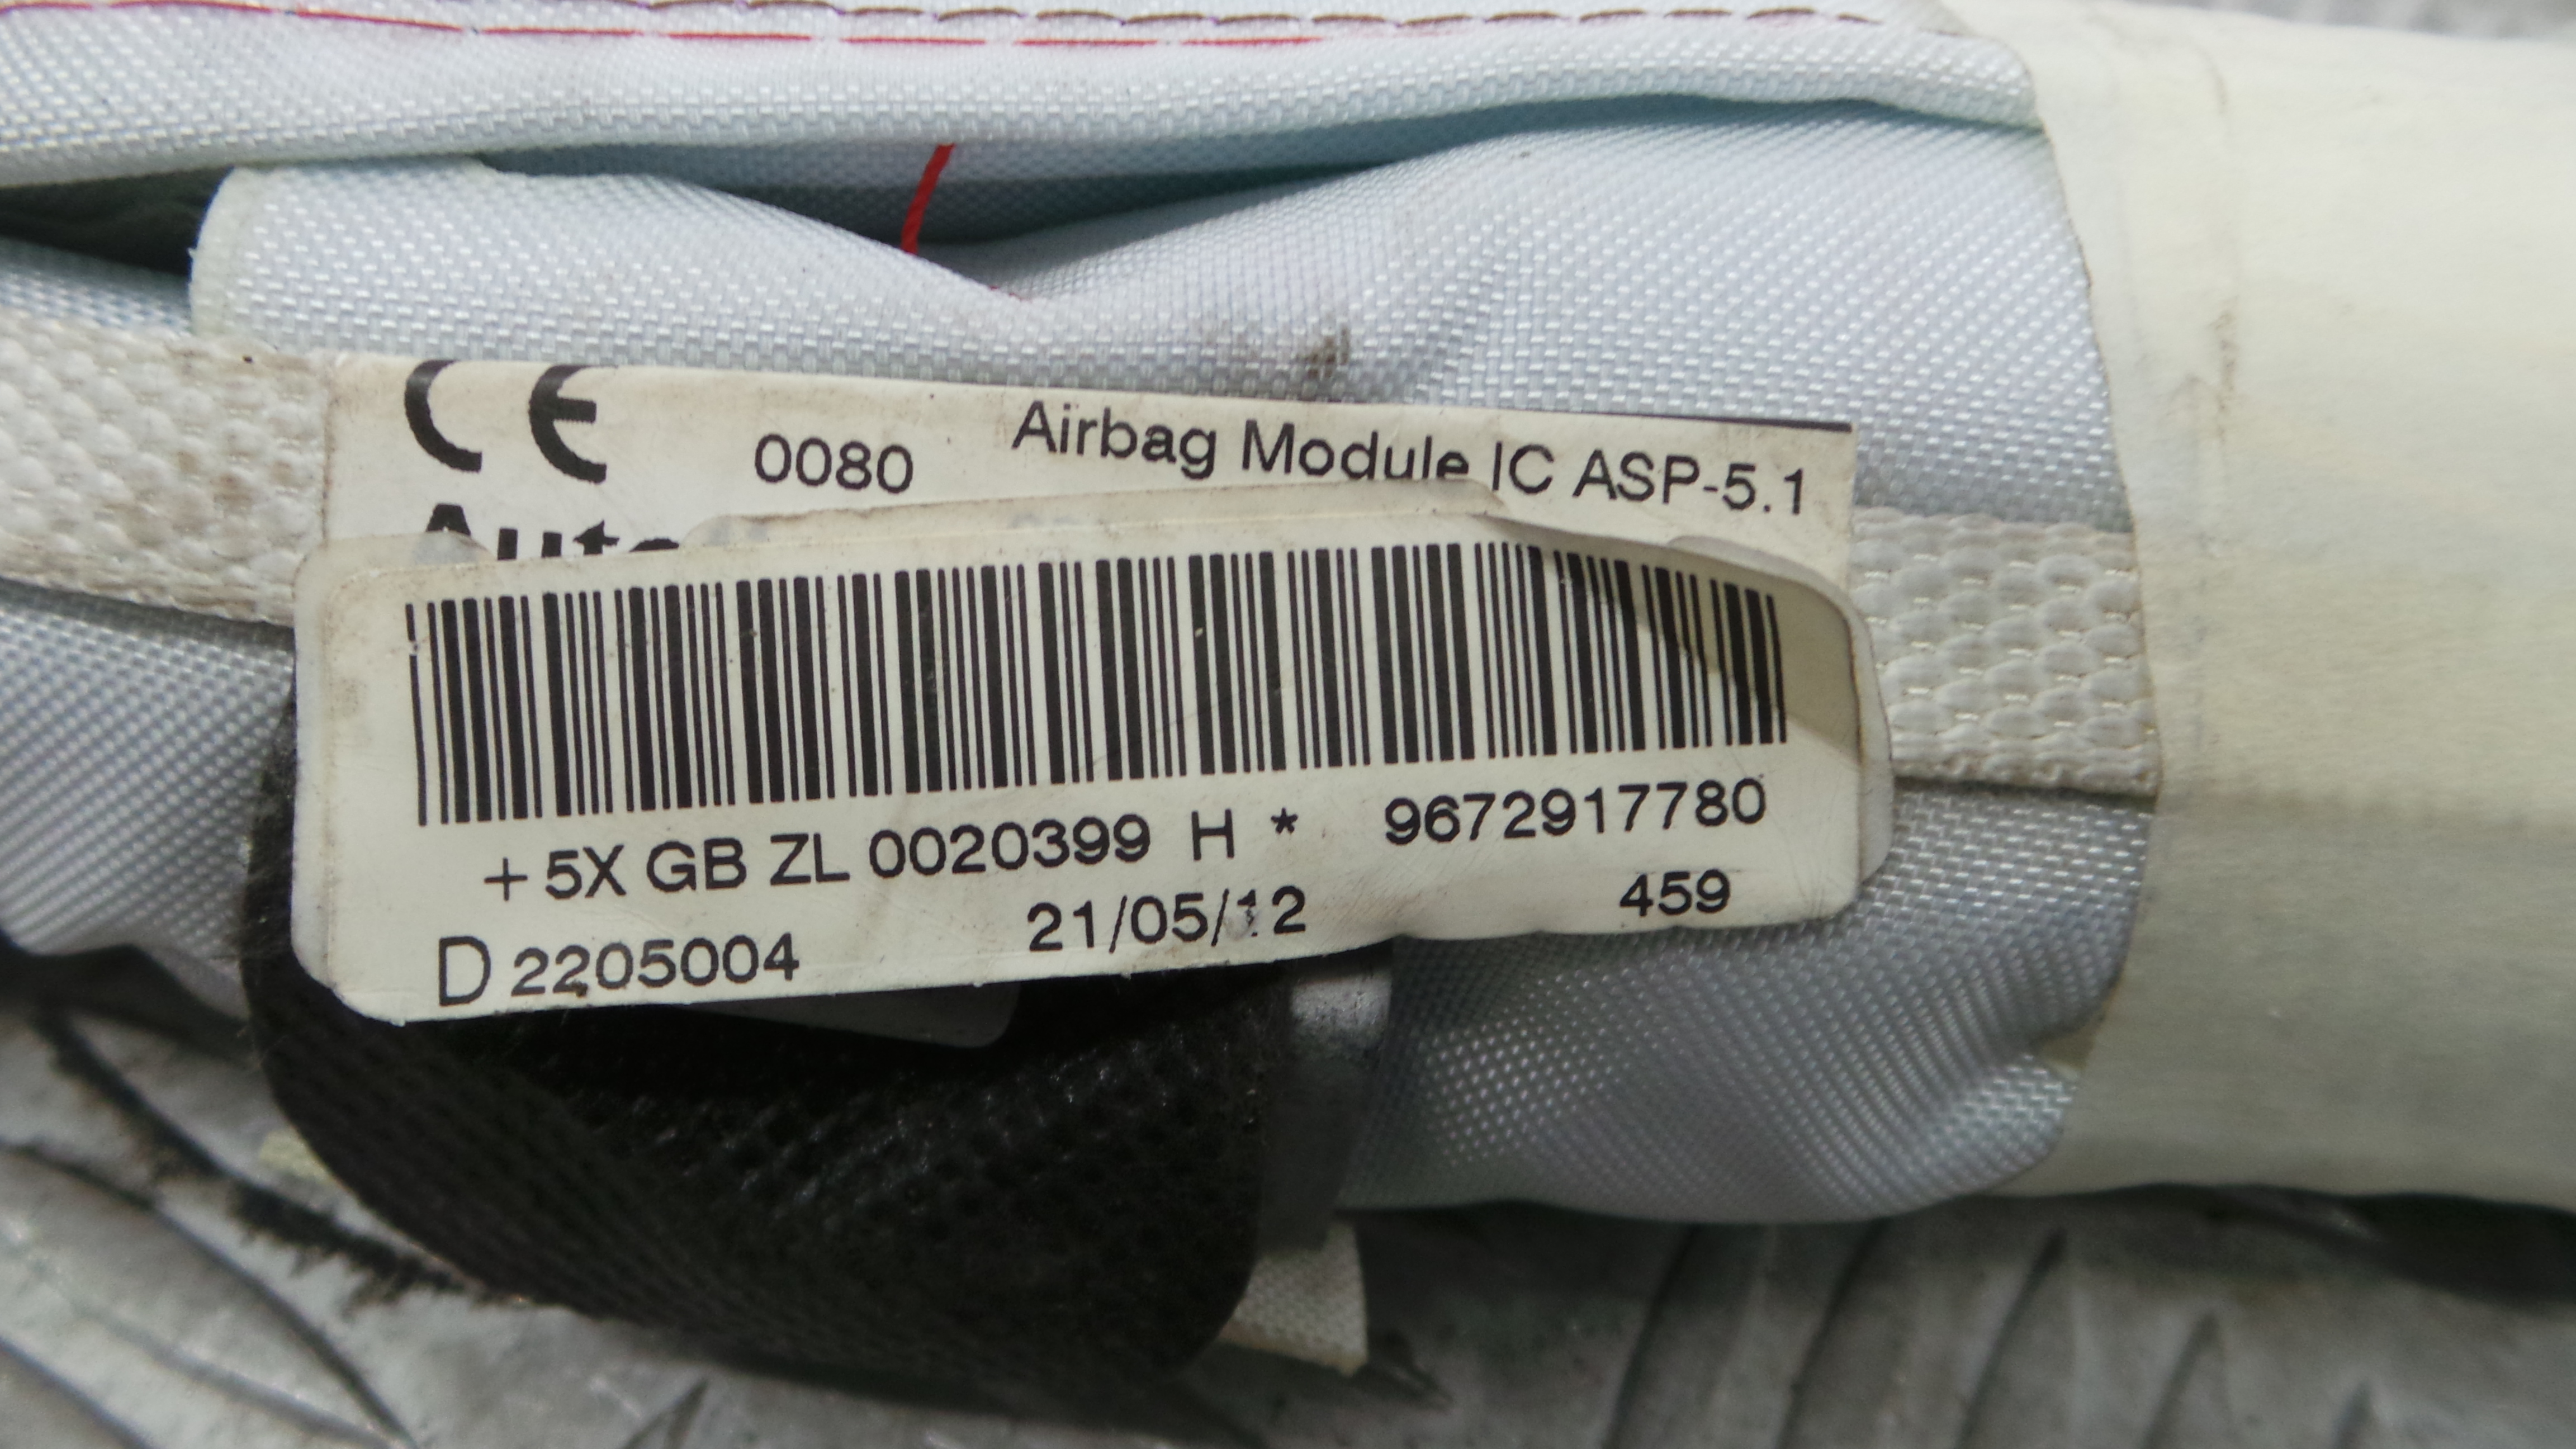 CE 0080 Airbag Module IC ASP-5.1
+ 5X GB ZL 0020399 H * 9672917780
D 2205004 21/05/12 459